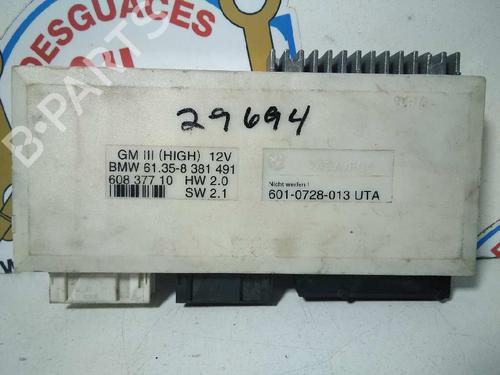 DESGUACES
B-PARTS
29694
GM III (HIGH) 12V
BMW 61.35-8 381 491
608 377 10 HW 2.0
SW 2.1
Nicht werfen !
601-0728-013 UTA